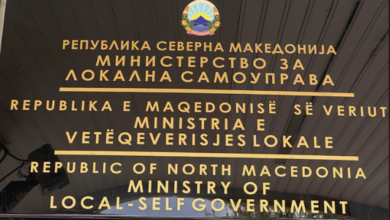 РЕПУБЛИКА СЕВЕРНА МАКЕДОНИЈА
МИНИСТЕРСТВО ЗА
ЛОКАЛНА САМОУПРАВА
REPUBLIKA E MAQEDONISË SË VERIUT
MINISTRIA E
VETËQEVERISJES LOKALE
REPUBLIC OF NORTH MACEDONIA
MINISTRY OF
LOCAL-SELF GOVERNMENT